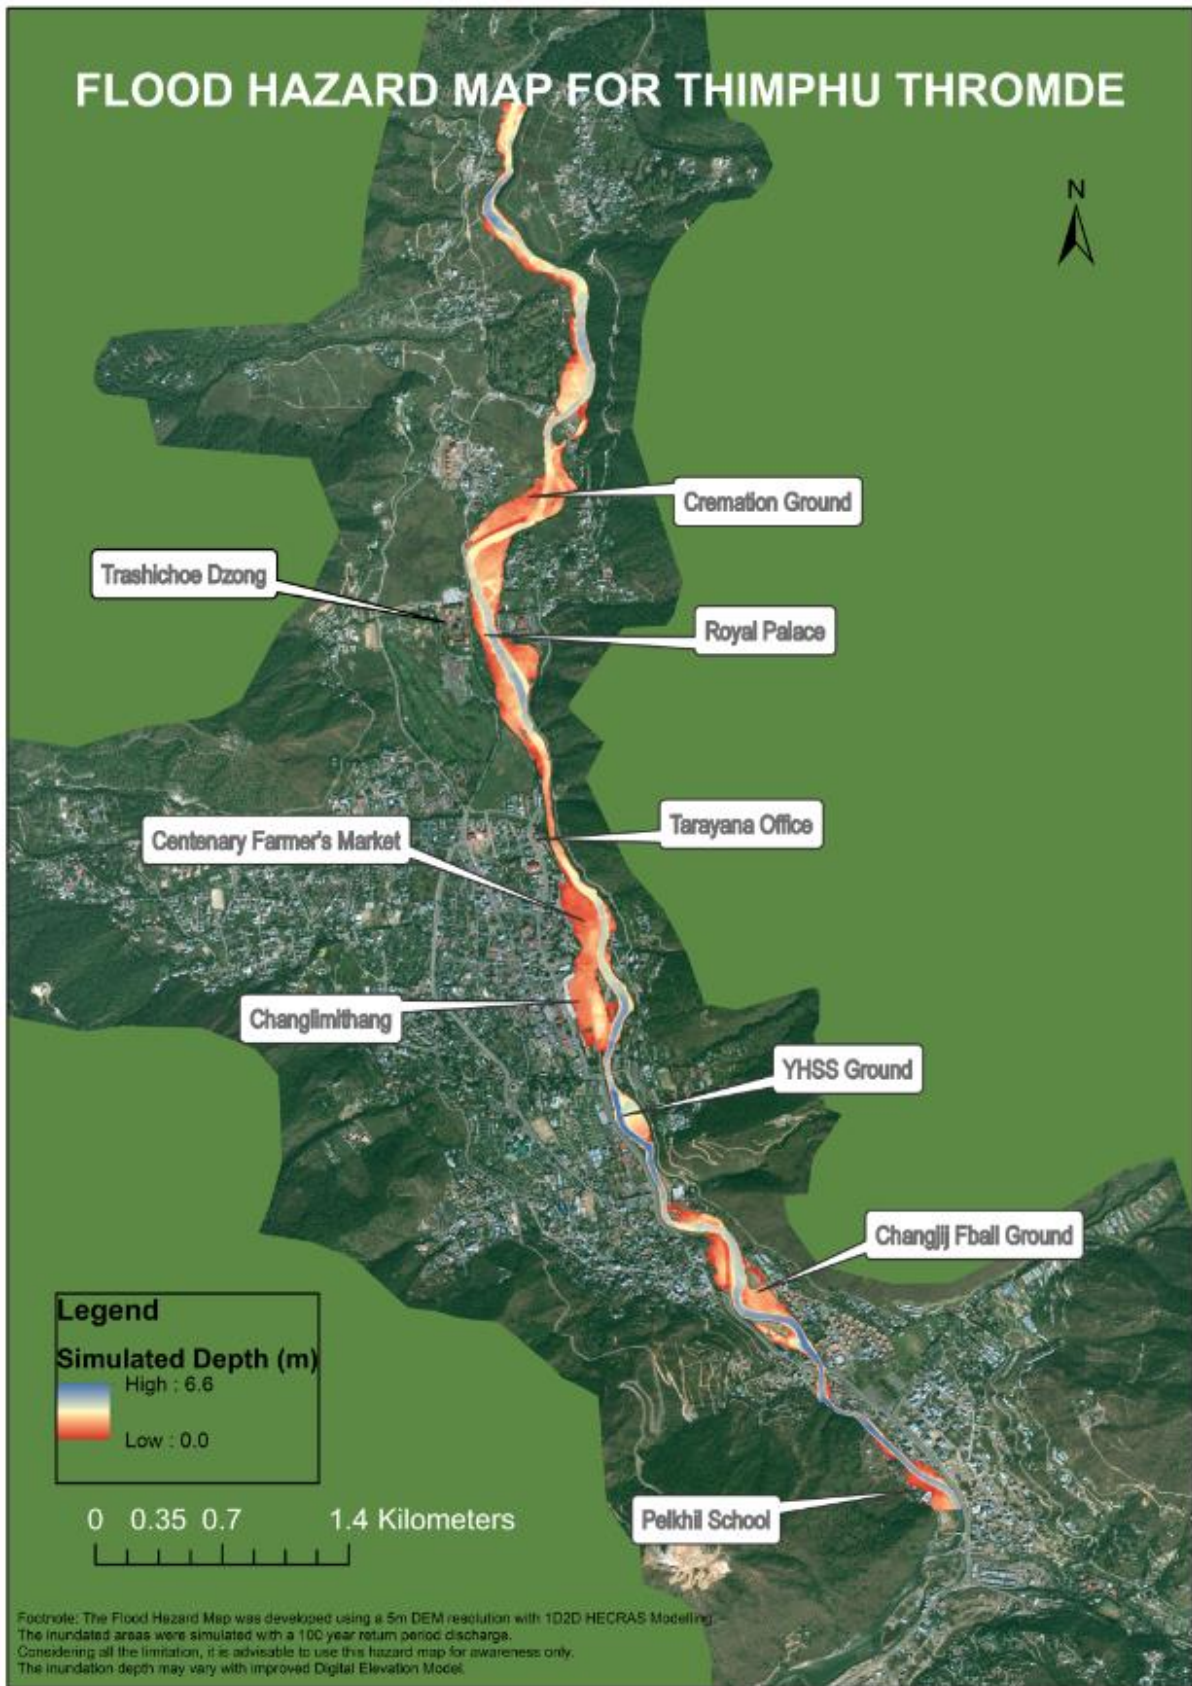 FLOOD HAZARD MAP FOR THIMPHU THROMDE
N
Cremation Ground
Trashichoe Dzong
Royal Palace
Tarayana Office
Centenary Farmer's Market
Changlimithang
YHSS Ground
Changjij Fball Ground
Legend
Simulated Depth (m)
High : 6.6
Low : 0.0
0 0.35 0.7 1.4 Kilometers
Pelkhil School
Footnote: The Flood Hazard Map was developed using a 5m DEM resolution with 1D2D HECRAS Modelling
The inundated areas were simulated with a 100 year return period discharge.
Considering all the limitation, it is advisable to use this hazard map for awareness only.
The inundation depth may vary with improved Digital Elevation Model.